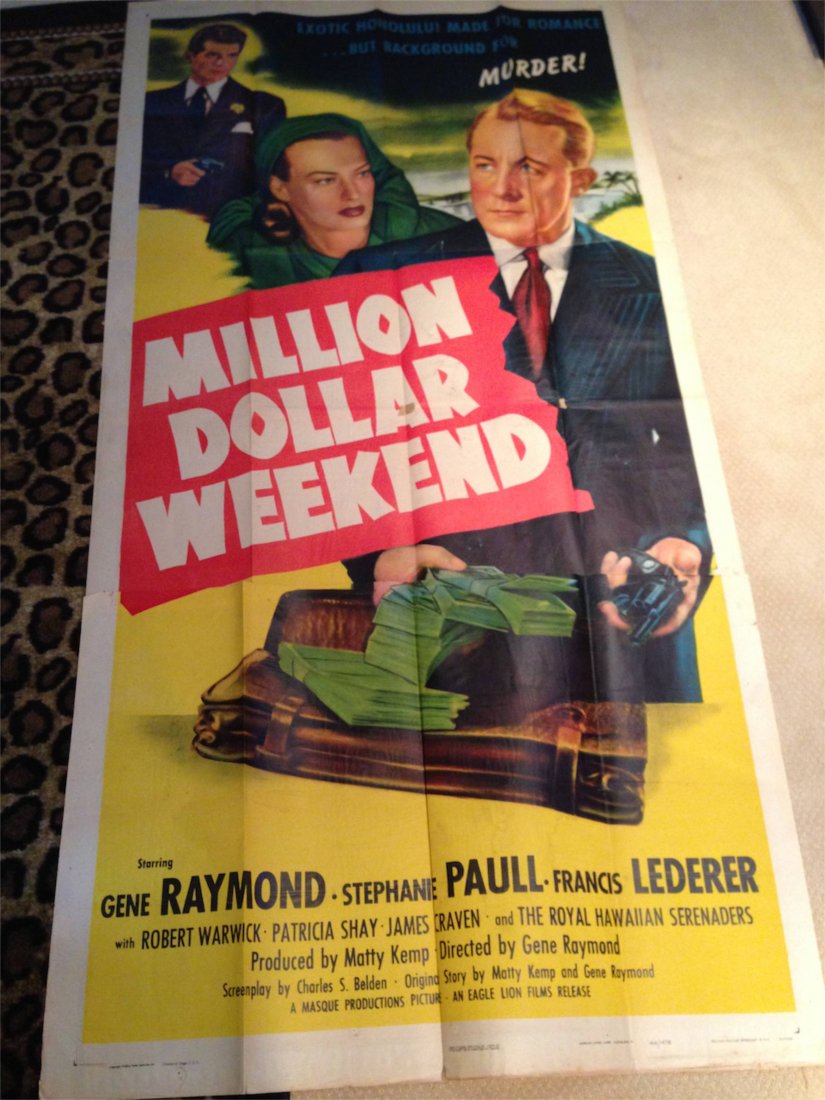 EXOTIC HONOLULU! MADE FOR ROMANCE
...BUT BACKGROUND FOR
MURDER!
MILLION
DOLLAR
WEEKEND
Starring
GENE RAYMOND · STEPHANIE PAULL · FRANCIS LEDERER
with ROBERT WARWICK · PATRICIA SHAY · JAMES CRAVEN · and THE ROYAL HAWAIIAN SERENADERS
Produced by Matty Kemp · Directed by Gene Raymond
Screenplay by Charles S. Belden · Original Story by Matty Kemp and Gene Raymond
A MASQUE PRODUCTIONS PICTURE · AN EAGLE LION FILMS RELEASE